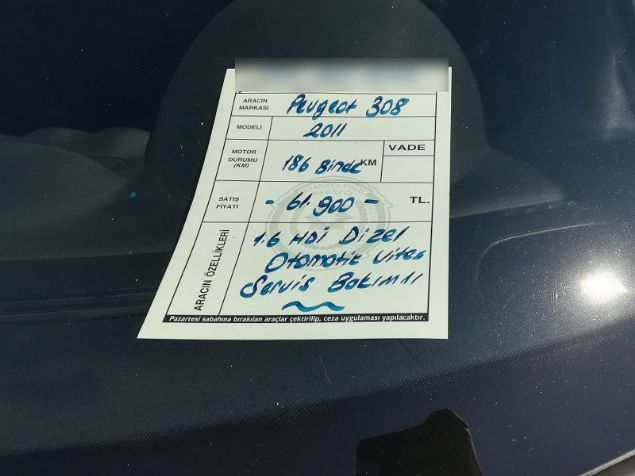 ARACIN MARKASI Peugeot 308
MODELİ 2011
MOTOR DURUMU (KM) 186 Binde KM VADE
SATIŞ FİYATI - 61.900 - TL.
ARACIN ÖZELLİKLERİ
1.6 HDi Dizel
Otomatik Vites
Servis Bakımlı
Pazartesi sabahına bırakılan araçlar çektirilip, ceza uygulaması yapılacaktır.